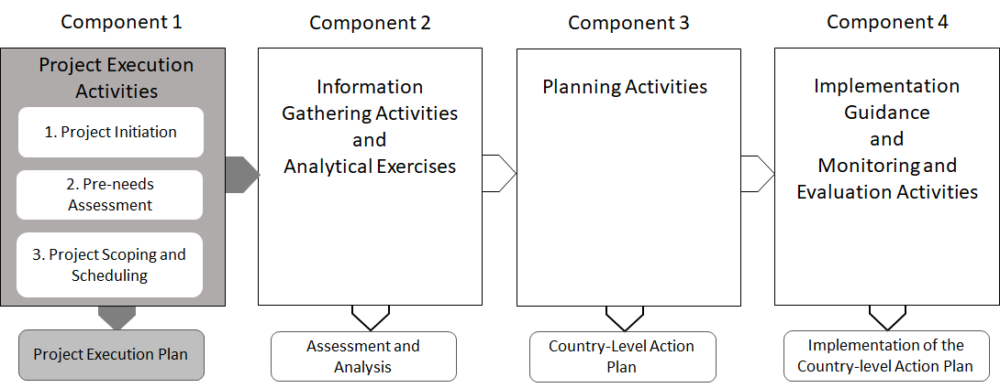 Component 1
Project Execution
Activities
1. Project Initiation
2. Pre-needs
Assessment
3. Project Scoping and
Scheduling
Project Execution Plan
Component 2
Information
Gathering Activities
and
Analytical Exercises
Assessment and
Analysis
Component 3
Planning Activities
Country-Level Action
Plan
Component 4
Implementation
Guidance
and
Monitoring and
Evaluation Activities
Implementation of the
Country-level Action Plan